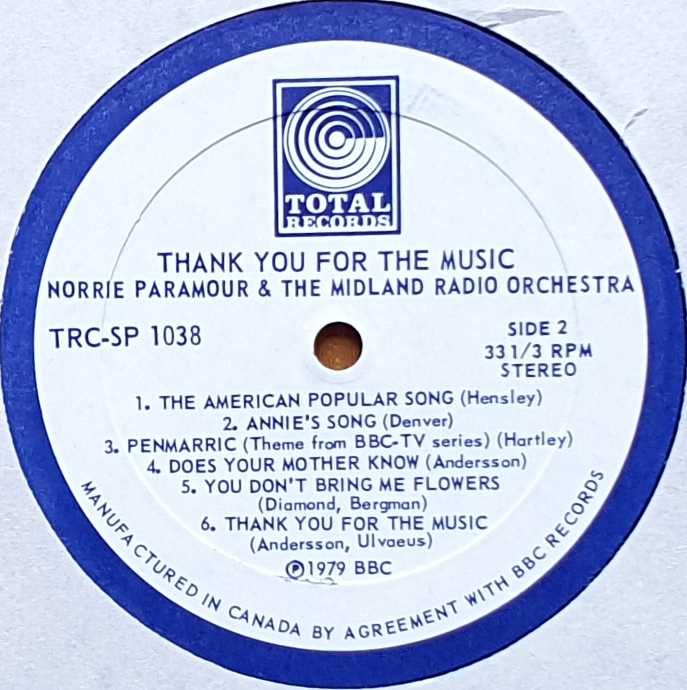 TOTAL
RECORDS
THANK YOU FOR THE MUSIC
NORRIE PARAMOUR & THE MIDLAND RADIO ORCHESTRA
TRC-SP 1038
SIDE 2
33 1/3 RPM
STEREO
1. THE AMERICAN POPULAR SONG (Hensley)
2. ANNIE'S SONG (Denver)
3. PENMARRIC (Theme from BBC-TV series) (Hartley)
4. DOES YOUR MOTHER KNOW (Andersson)
5. YOU DON'T BRING ME FLOWERS
(Diamond, Bergman)
6. THANK YOU FOR THE MUSIC
(Andersson, Ulvaeus)
℗1979 BBC
MANUFACTURED IN CANADA BY AGREEMENT WITH BBC RECORDS